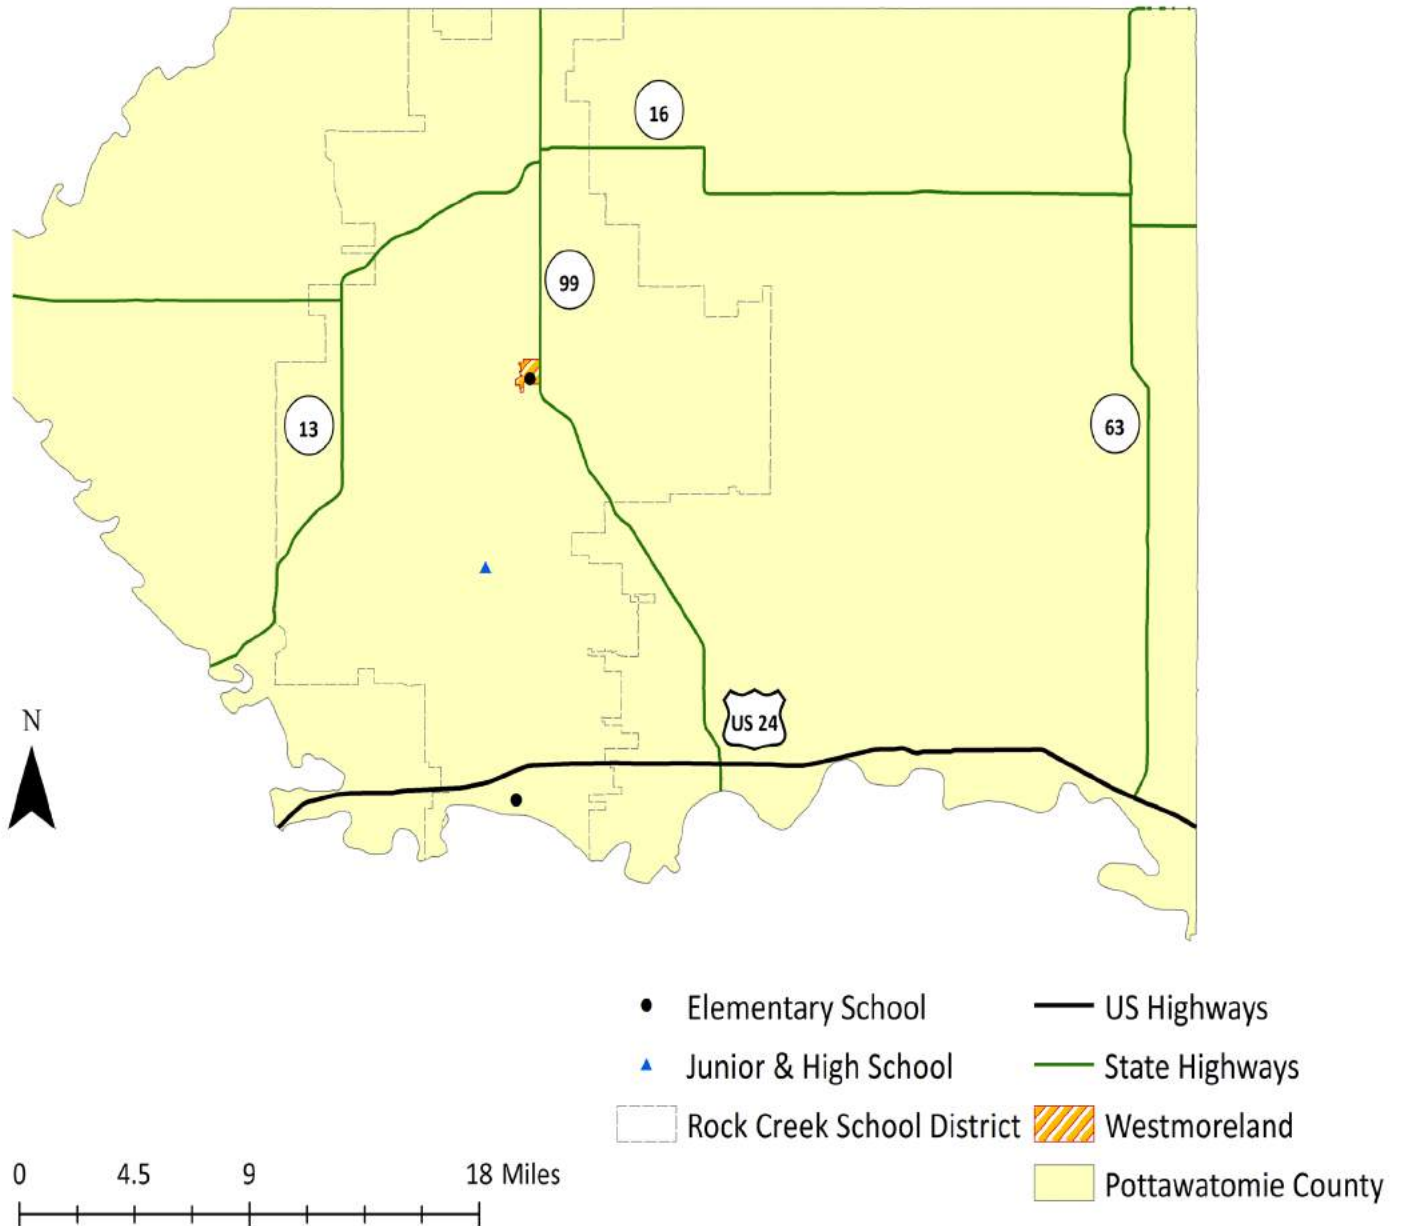 16
99
13
63
US 24
N
Elementary School
US Highways
Junior & High School
State Highways
Rock Creek School District
Westmoreland
Pottawatomie County
0 4.5 9 18 Miles